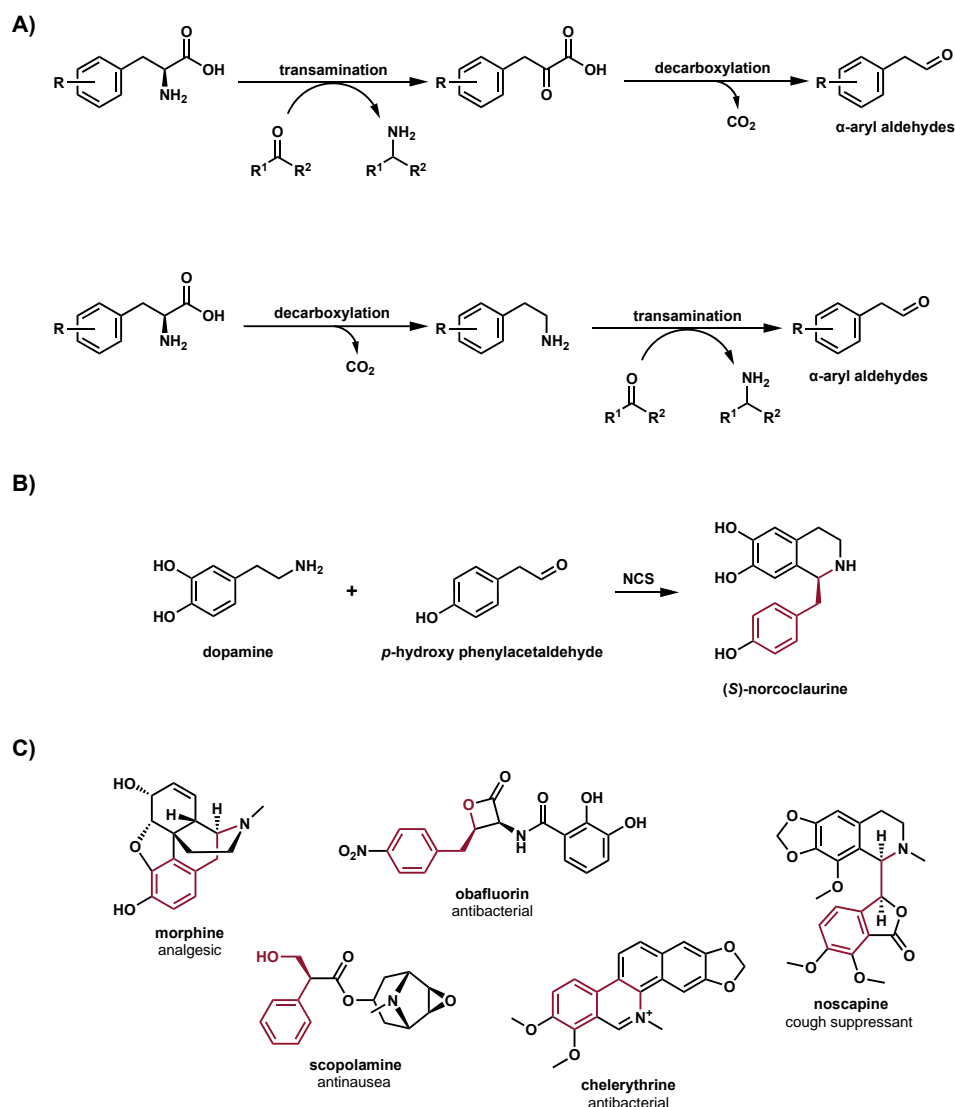 A)
R
O
OH
NH₂
transamination
O
R¹ R²
NH₂
R¹ R²
R
O
OH
O
decarboxylation
CO₂
R
O
α-aryl aldehydes
R
O
OH
NH₂
decarboxylation
CO₂
R
NH₂
transamination
O
R¹ R²
NH₂
R¹ R²
R
O
α-aryl aldehydes
B)
HO
HO
NH₂
dopamine
+
HO
O
p-hydroxy phenylacetaldehyde
NCS
HO
HO
NH
HO
(S)-norcoclaurine
C)
HO
H
H
N
O
HO
morphine
analgesic
O
O
NO₂
N
H
O
OH
OH
obafluorin
antibacterial
O
O
N
O
H
H
O
O
O
O
noscapine
cough suppressant
HO
O
O
N
O
scopolamine
antinausea
O
O
N⁺
O
O
chelerythrine
antibacterial